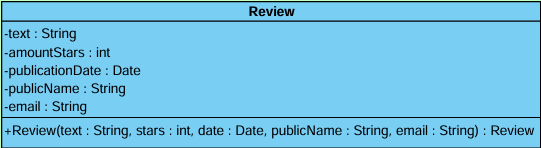 Review
-text : String
-amountStars : int
-publicationDate : Date
-publicName : String
-email : String
+Review(text : String, stars : int, date : Date, publicName : String, email : String) : Review